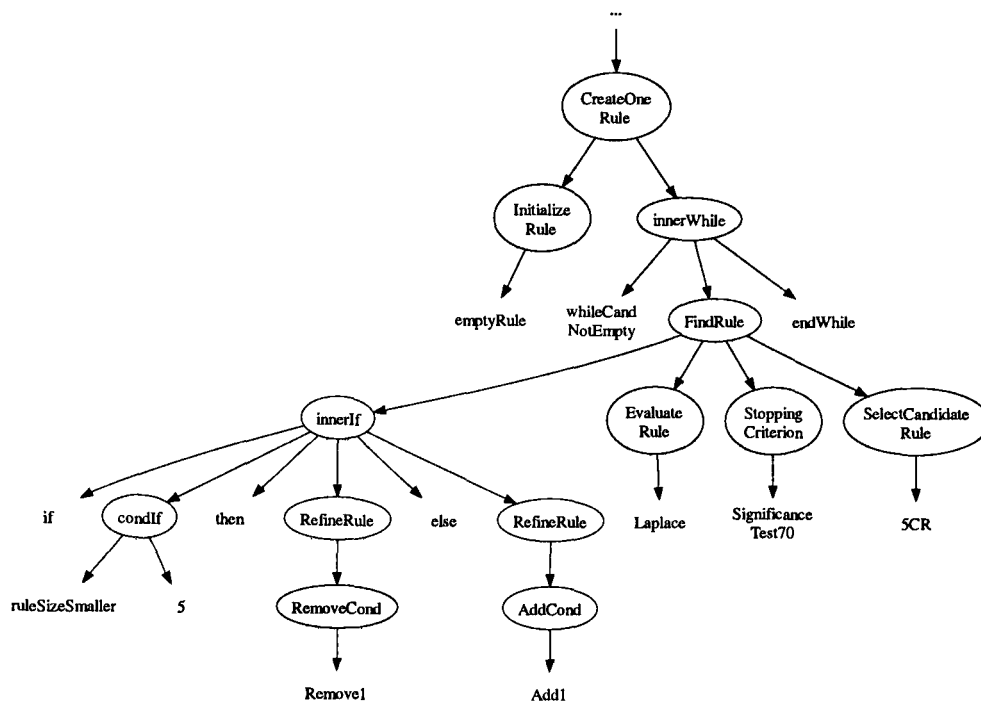 ...
CreateOne
Rule
Initialize
Rule
innerWhile
emptyRule
whileCand
NotEmpty
FindRule
endWhile
innerIf
Evaluate
Rule
Stopping
Criterion
SelectCandidate
Rule
if
condIf
then
RefineRule
else
RefineRule
Laplace
Significance
Test70
5CR
ruleSizeSmaller
5
RemoveCond
AddCond
Remove1
Add1